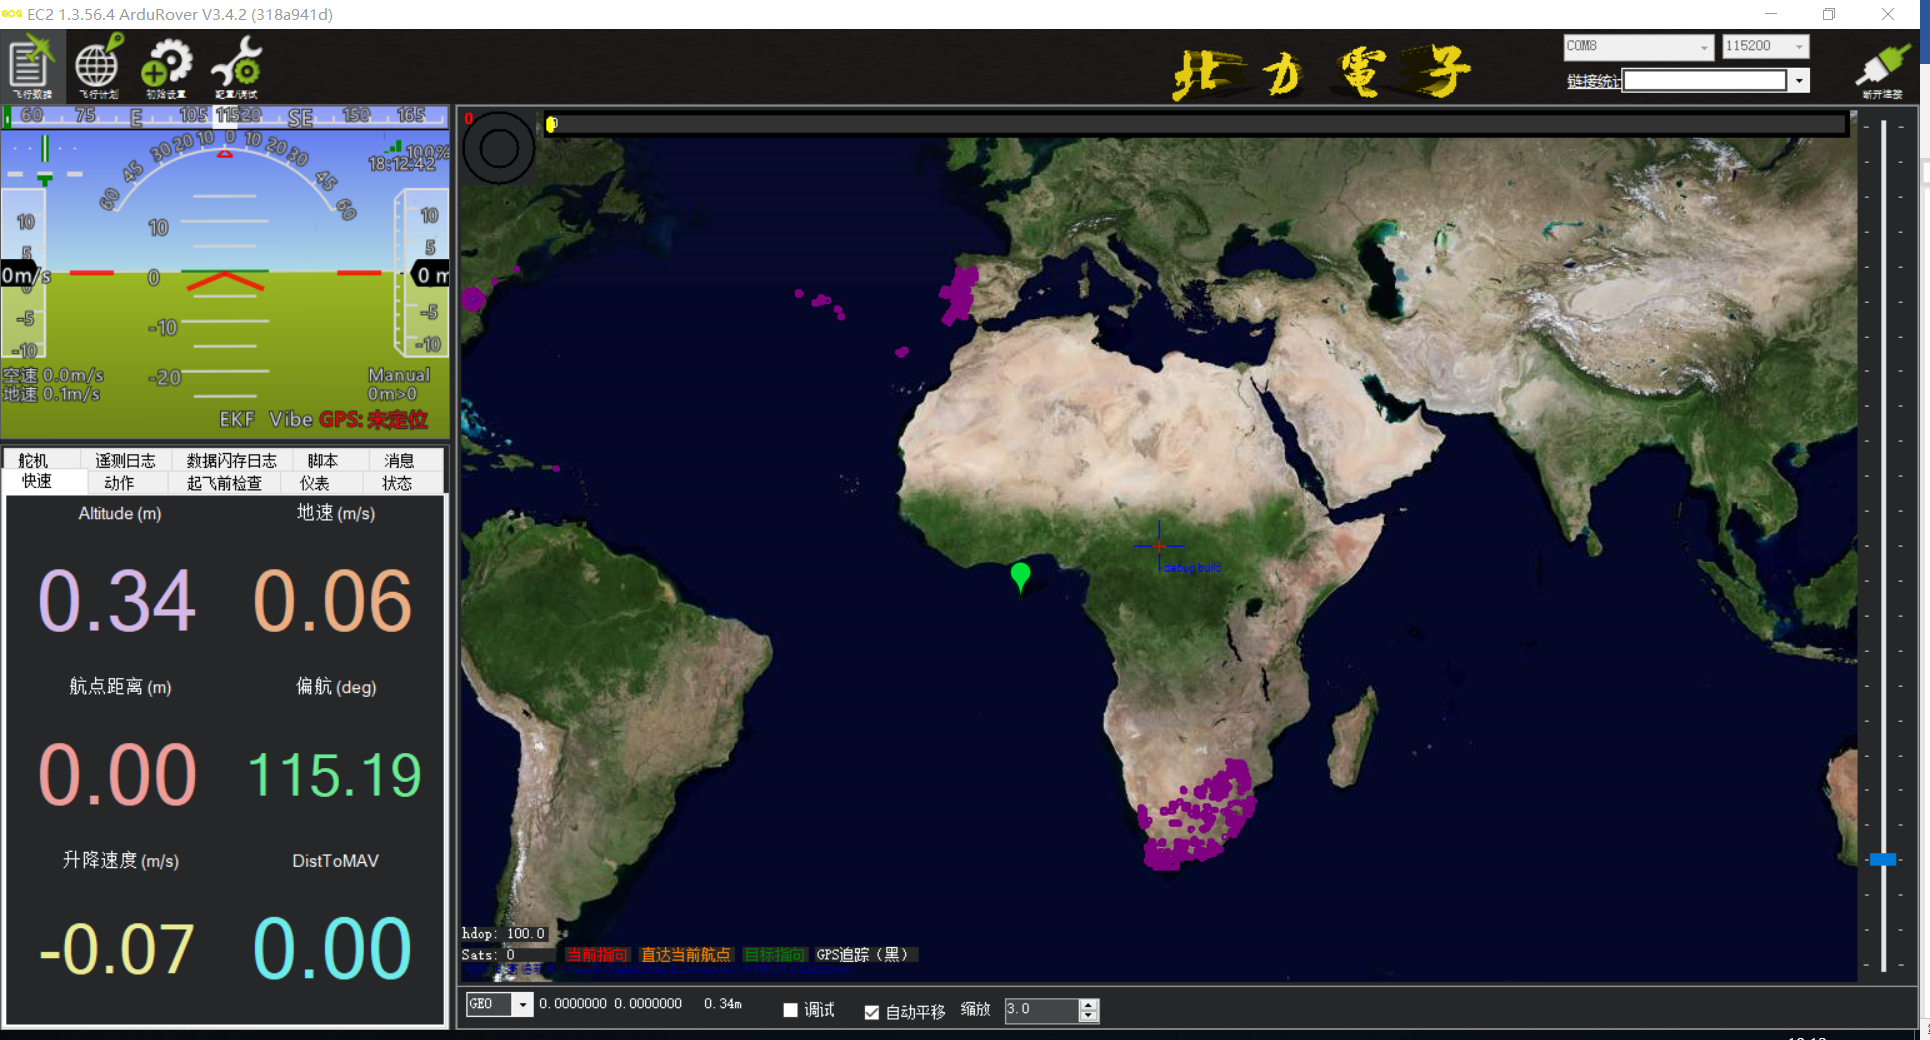 EC2 1.3.56.4 ArduRover V3.4.2 (318a941d)
飞行数据 飞行计划 初始设置 配置/调试
北力電子
COM8 115200
链接统计
断开连接
60 75 E 105 115 120 SE 150 165
60 45 30 20 10 0 10 20 30 45 60
100%
18:12:42
10 5 0 -5 -10
10 0 -10 -20
10 5 -5 -10
0m/s
0 m
空速 0.0m/s
地速 0.1m/s
Manual
0m>0
EKF Vibe GPS: 未定位
舵机 遥测日志 数据闪存日志 脚本 消息
快速 动作 起飞前检查 仪表 状态
Altitude (m) 地速 (m/s)
0.34 0.06
航点距离 (m) 偏航 (deg)
0.00 115.19
升降速度 (m/s) DistToMAV
-0.07 0.00
0
debug build
hdop: 100.0
Sats: 0
当前指向 直达当前航点 目标指向 GPS追踪（黑）
GEO 0.0000000 0.0000000 0.34m 调试 自动平移 缩放 3.0